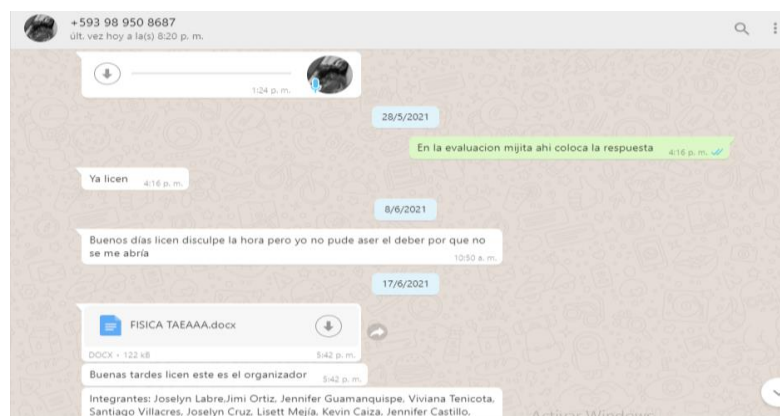 +593 98 950 8687
últ. vez hoy a la(s) 8:20 p. m.
1:24 p. m.
28/5/2021
En la evaluacion mijita ahi coloca la respuesta 4:16 p. m.
Ya licen 4:16 p. m.
8/6/2021
Buenos días licen disculpe la hora pero yo no pude aser el deber por que no
se me abría 10:50 a. m.
17/6/2021
FISICA TAEAAA.docx
DOCX • 122 kB 5:42 p. m.
Buenas tardes licen este es el organizador 5:42 p. m.
Integrantes: Joselyn Labre,Jimi Ortiz, Jennifer Guamanquispe, Viviana Tenicota,
Santiago Villacres, Joselyn Cruz, Lisett Mejía, Kevin Caiza, Jennifer Castillo,
Activar Windows